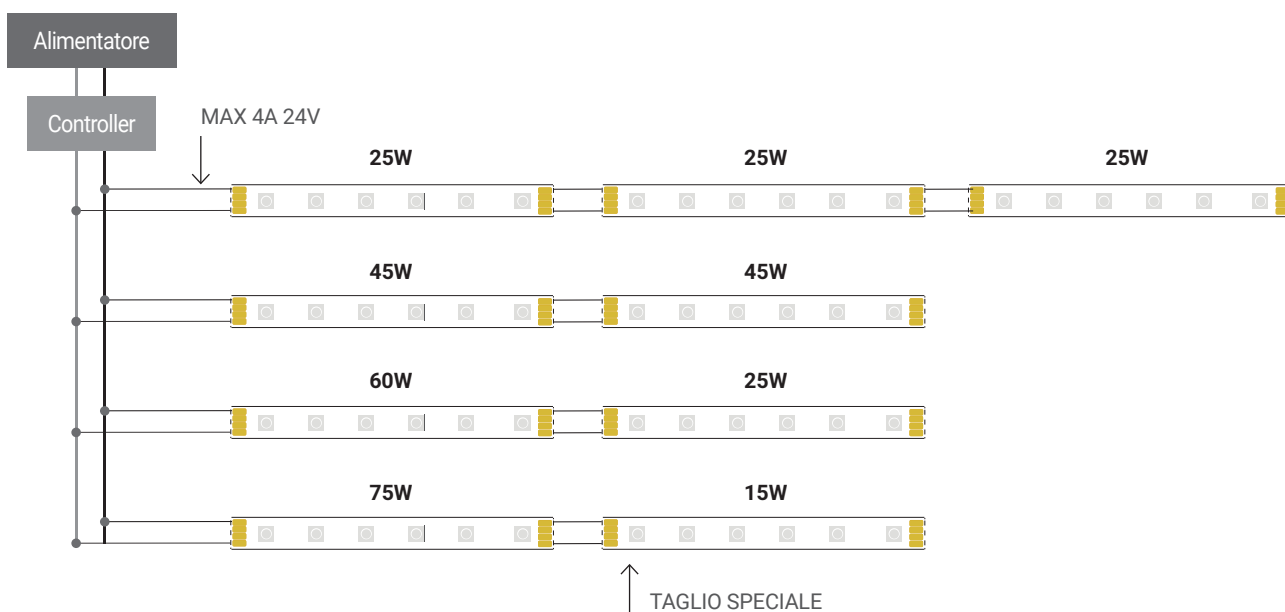 Alimentatore
Controller
MAX 4A 24V
25W 25W 25W
45W 45W
60W 25W
75W 15W
TAGLIO SPECIALE